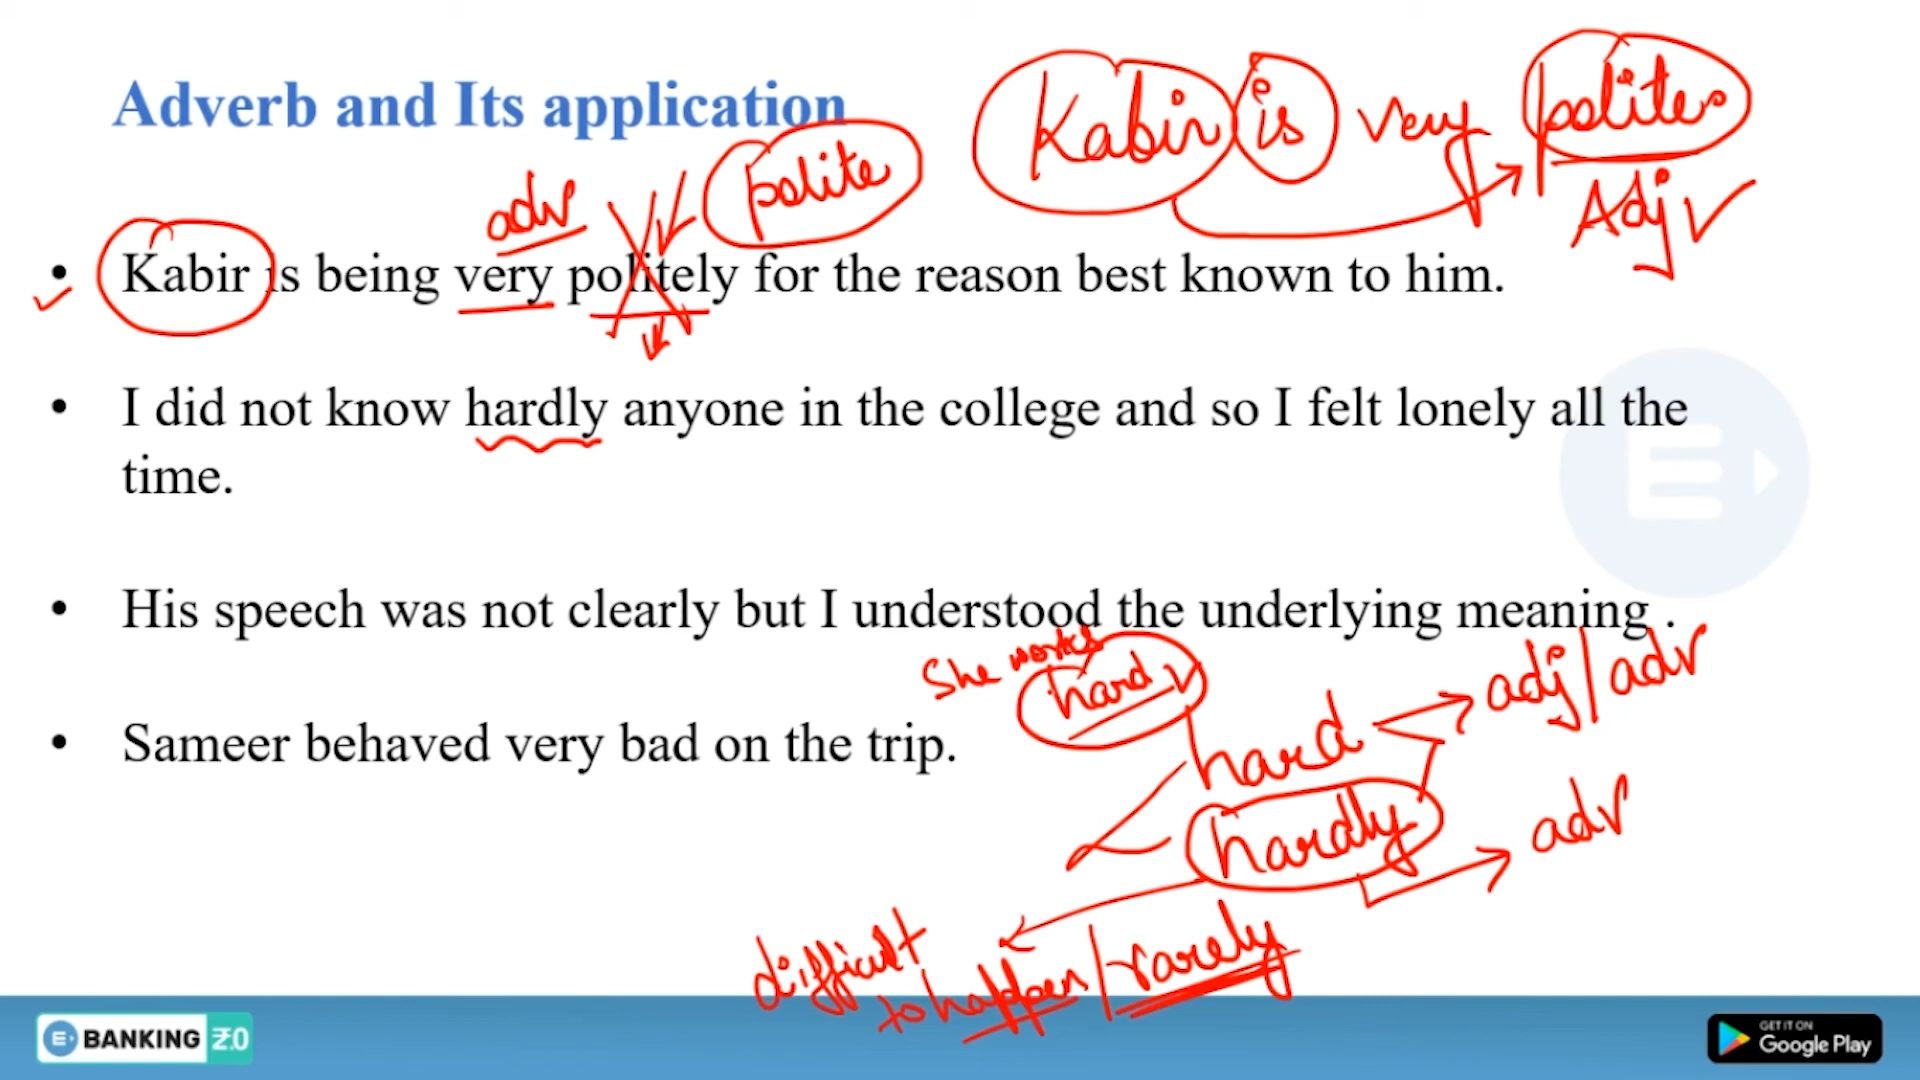 Adverb and Its application
Kabir is very polite
Adj
adv
polite
• Kabir is being very politely for the reason best known to him.
• I did not know hardly anyone in the college and so I felt lonely all the
time.
• His speech was not clearly but I understood the underlying meaning .
She works
hard
adj/adv
• Sameer behaved very bad on the trip.
hard
hardly
adv
difficult
to happen/rarely
BANKING 2.0
GET IT ON
Google Play